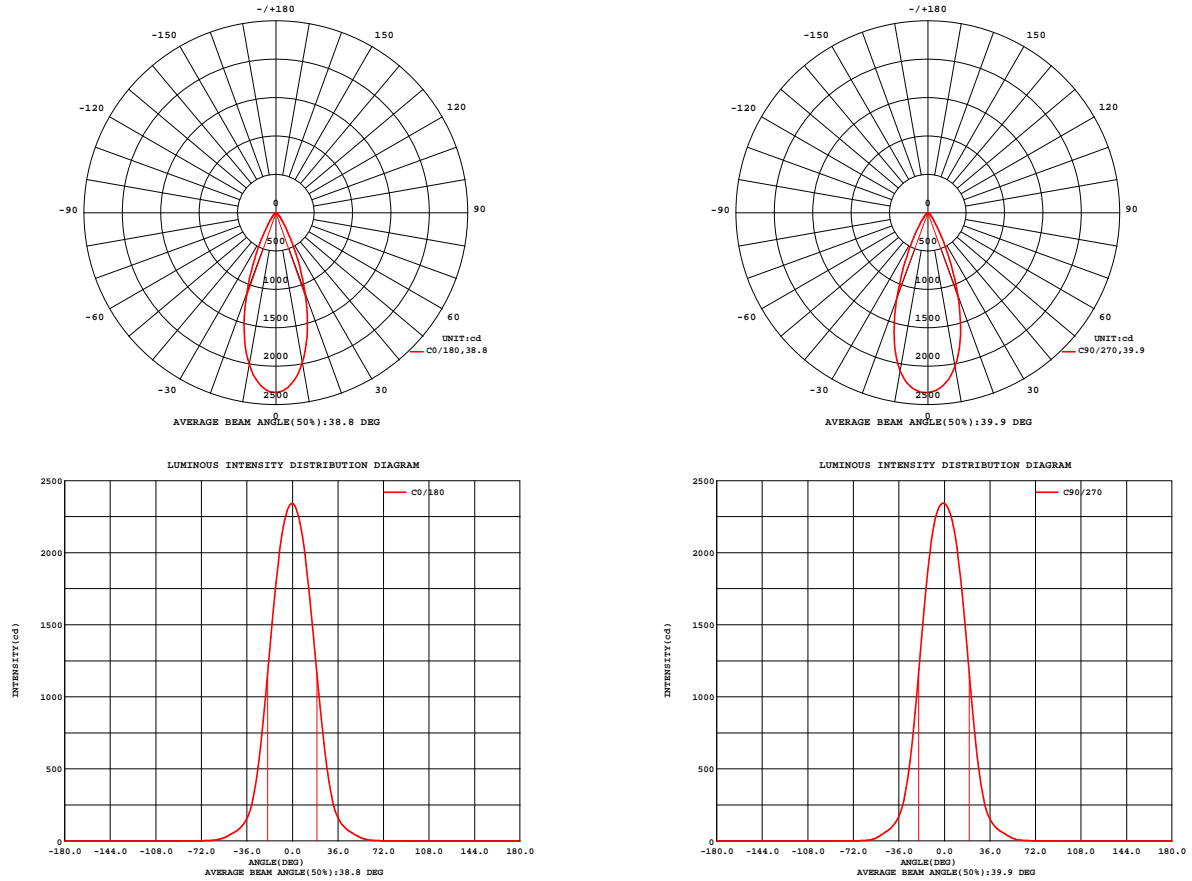 -/+180
-150
150
-120
120
-90
0
90
500
1000
-60
60
1500
UNIT:cd
C0/180,38.8
2000
-30
30
2500
0
AVERAGE BEAM ANGLE(50%):38.8 DEG
-/+180
-150
150
-120
120
-90
0
90
500
1000
-60
60
1500
UNIT:cd
C90/270,39.9
2000
-30
30
2500
0
AVERAGE BEAM ANGLE(50%):39.9 DEG
LUMINOUS INTENSITY DISTRIBUTION DIAGRAM
2500
C0/180
2000
1500
INTENSITY(cd)
1000
500
0
-180.0 -144.0 -108.0 -72.0 -36.0 0.0 36.0 72.0 108.0 144.0 180.0
ANGLE(DEG)
AVERAGE BEAM ANGLE(50%):38.8 DEG
LUMINOUS INTENSITY DISTRIBUTION DIAGRAM
2500
C90/270
2000
1500
INTENSITY(cd)
1000
500
0
-180.0 -144.0 -108.0 -72.0 -36.0 0.0 36.0 72.0 108.0 144.0 180.0
ANGLE(DEG)
AVERAGE BEAM ANGLE(50%):39.9 DEG